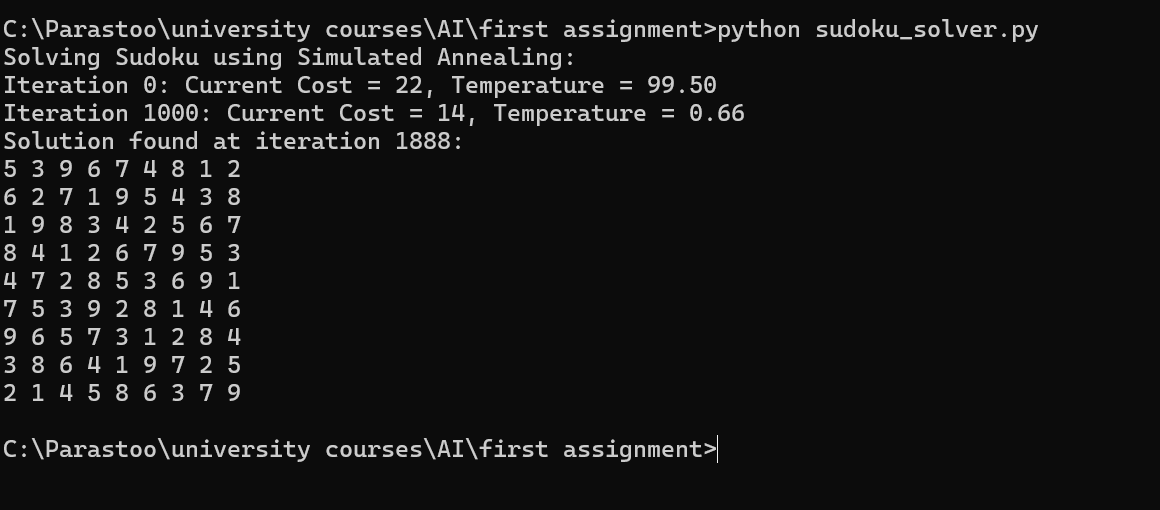 C:\Parastoo\university courses\AI\first assignment>python sudoku_solver.py
Solving Sudoku using Simulated Annealing:
Iteration 0: Current Cost = 22, Temperature = 99.50
Iteration 1000: Current Cost = 14, Temperature = 0.66
Solution found at iteration 1888:
5 3 9 6 7 4 8 1 2
6 2 7 1 9 5 4 3 8
1 9 8 3 4 2 5 6 7
8 4 1 2 6 7 9 5 3
4 7 2 8 5 3 6 9 1
7 5 3 9 2 8 1 4 6
9 6 5 7 3 1 2 8 4
3 8 6 4 1 9 7 2 5
2 1 4 5 8 6 3 7 9
C:\Parastoo\university courses\AI\first assignment>